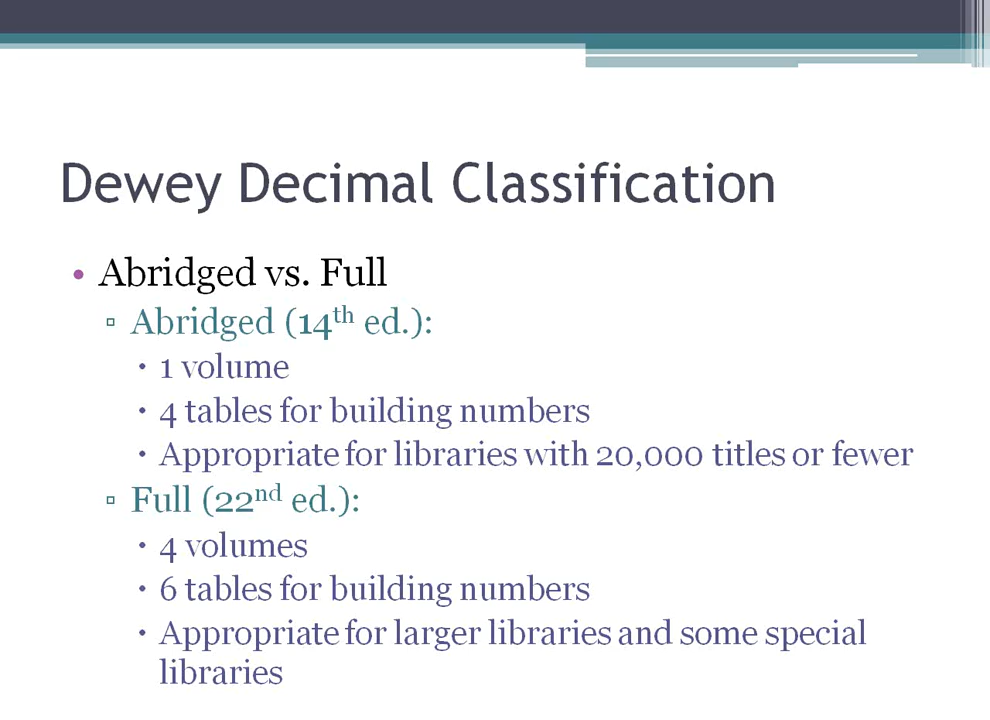 Dewey Decimal Classification
• Abridged vs. Full
▫ Abridged (14th ed.):
▪ 1 volume
▪ 4 tables for building numbers
▪ Appropriate for libraries with 20,000 titles or fewer
▫ Full (22nd ed.):
▪ 4 volumes
▪ 6 tables for building numbers
▪ Appropriate for larger libraries and some special
libraries